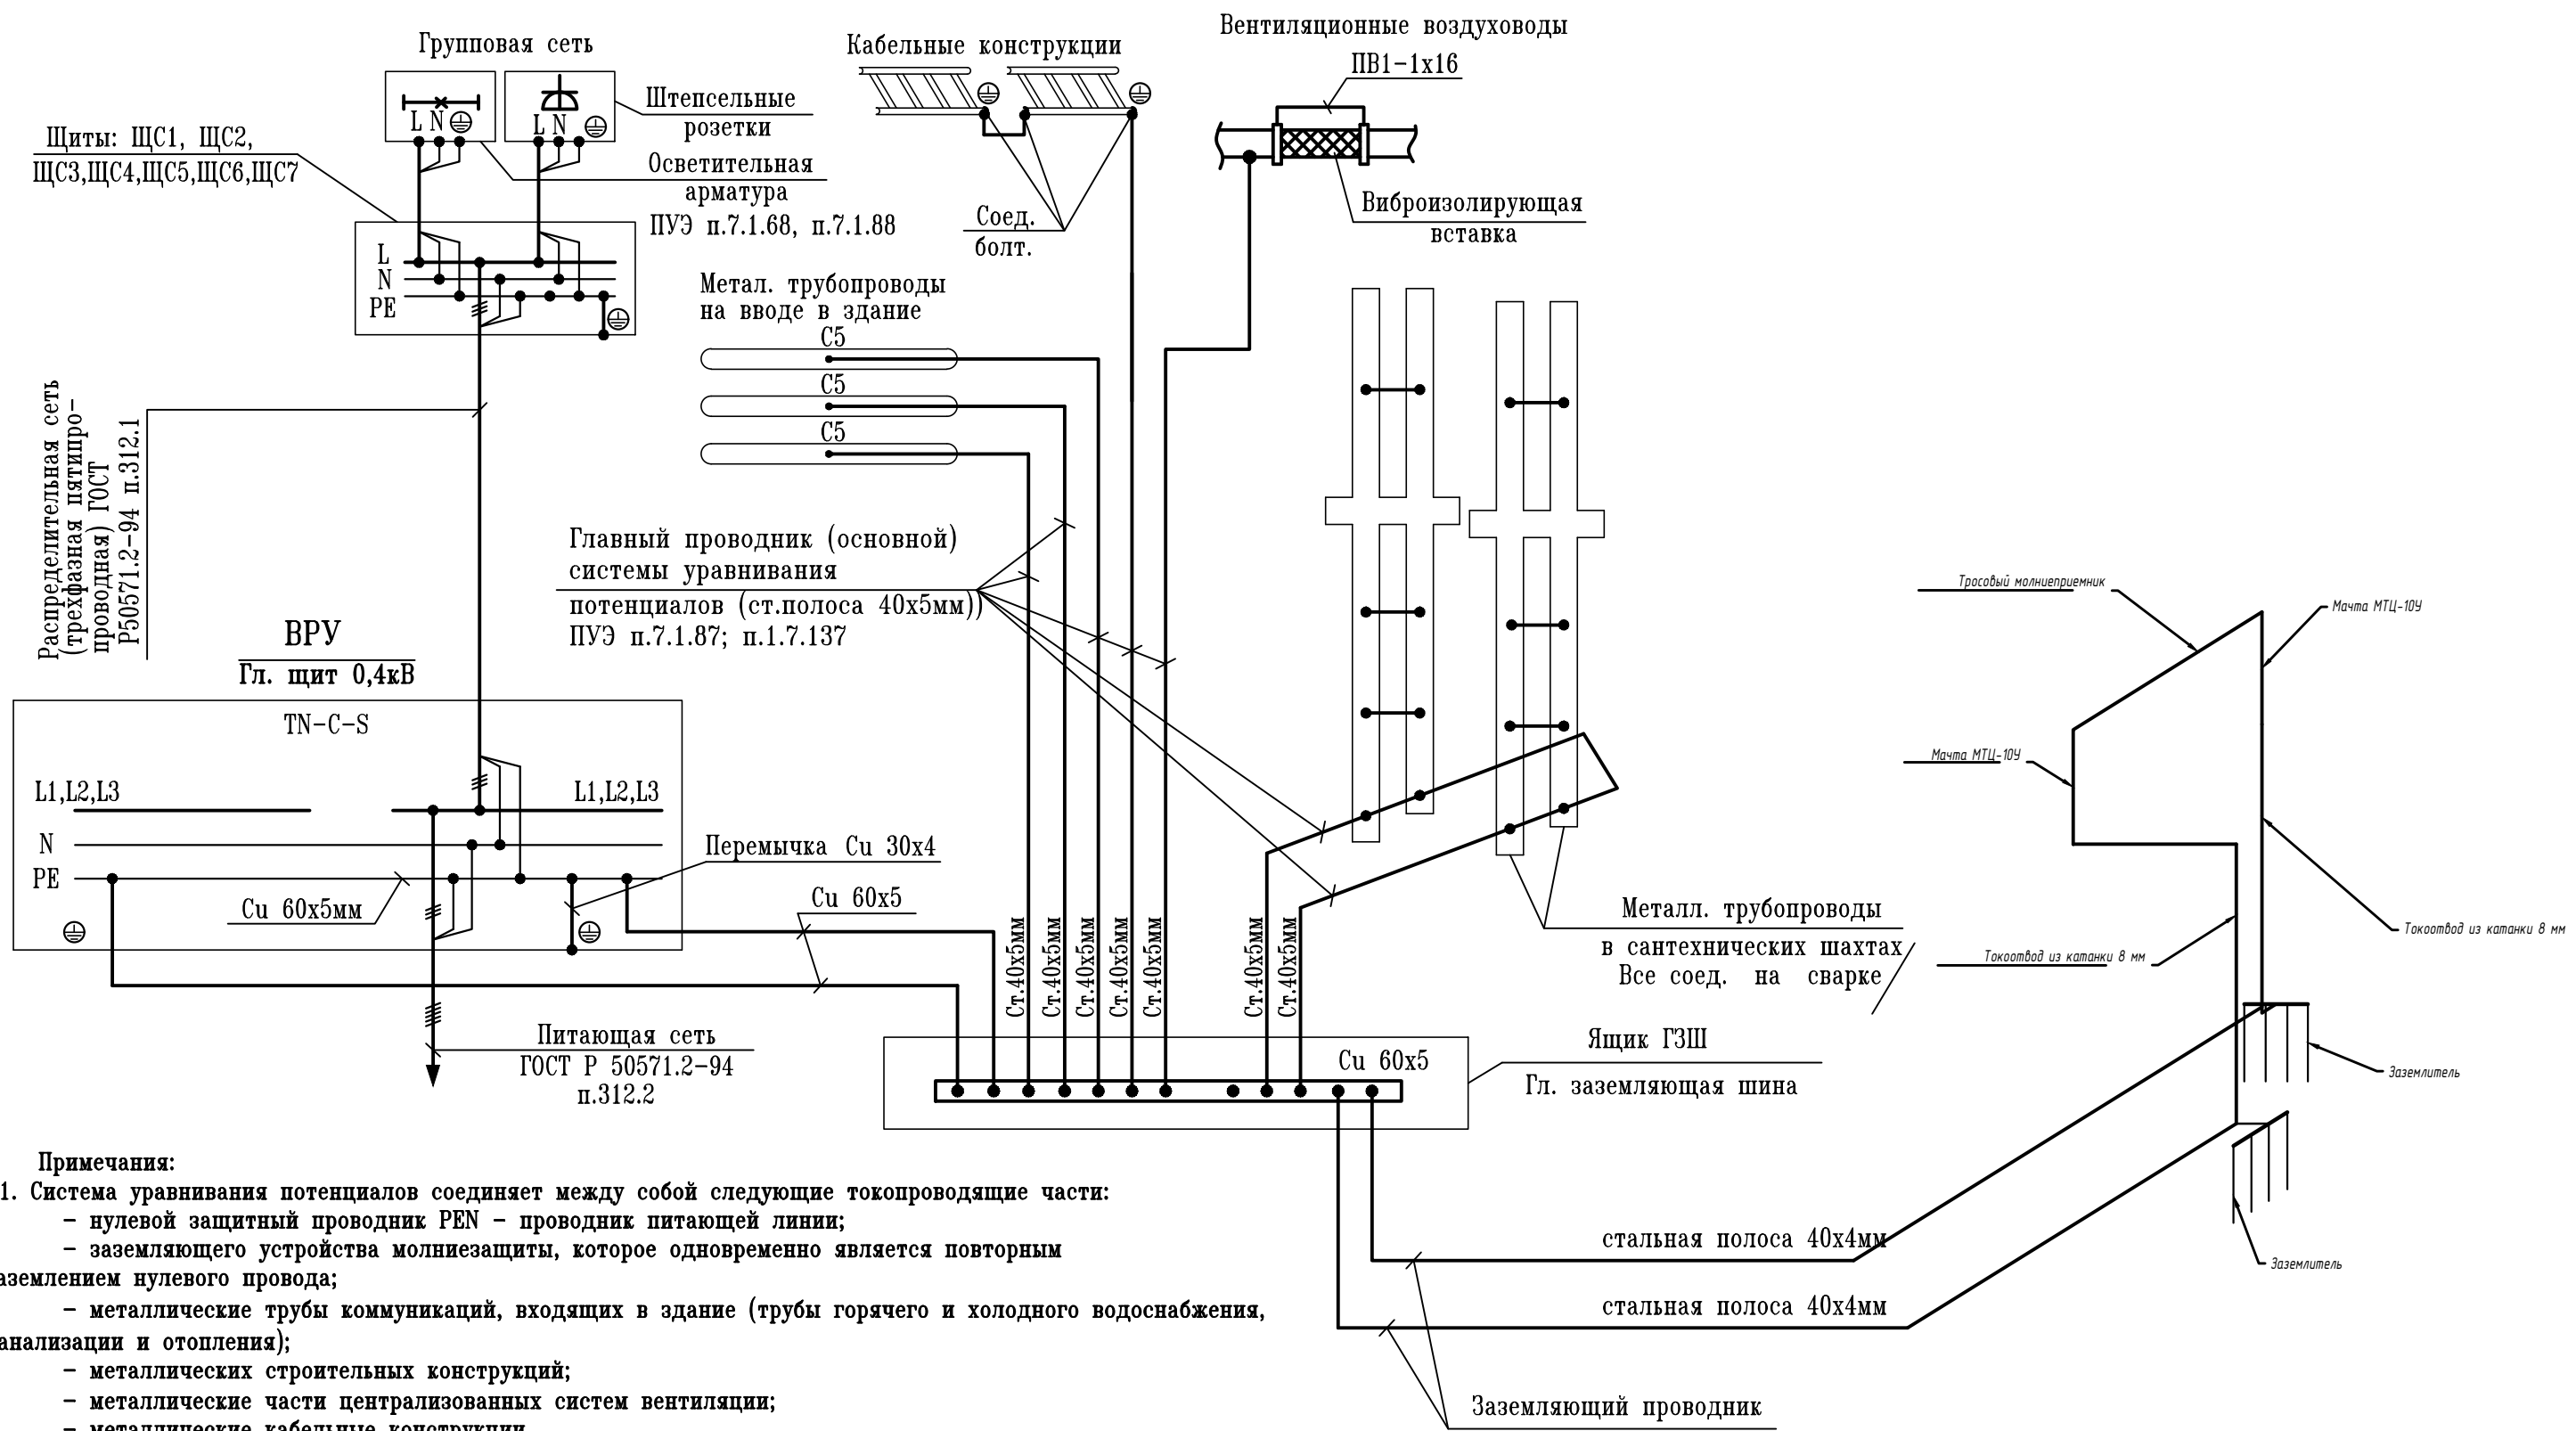 Групповая сеть
L N
L N
Штепсельные
розетки
Осветительная
арматура
ПУЭ п.7.1.68, п.7.1.88
Щиты: ЩС1, ЩС2,
ЩС3,ЩС4,ЩС5,ЩС6,ЩС7
L
N
PE
Кабельные конструкции
Соед.
болт.
Вентиляционные воздуховоды
ПВ1-1х16
Виброизолирующая
вставка
Метал. трубопроводы
на вводе в здание
С5
С5
С5
Распределительная сеть
(трехфазная пятипро-
проводная) ГОСТ
Р50571.2-94 п.312.1
Главный проводник (основной)
системы уравнивания
потенциалов (ст.полоса 40х5мм))
ПУЭ п.7.1.87; п.1.7.137
ВРУ
Гл. щит 0,4кВ
TN-C-S
L1,L2,L3
L1,L2,L3
N
PE
Cu 60х5мм
Перемычка Cu 30х4
Cu 60х5
Питающая сеть
ГОСТ Р 50571.2-94
п.312.2
Ст.40х5мм
Ст.40х5мм
Ст.40х5мм
Ст.40х5мм
Ст.40х5мм
Ст.40х5мм
Ст.40х5мм
Cu 60х5
Металл. трубопроводы
в сантехнических шахтах
Все соед. на сварке
Ящик ГЗШ
Гл. заземляющая шина
Тросовый молниеприемник
Мачта МТЦ-10У
Мачта МТЦ-10У
Токоотвод из катанки 8 мм
Токоотвод из катанки 8 мм
Заземлитель
Заземлитель
стальная полоса 40х4мм
стальная полоса 40х4мм
Заземляющий проводник
Примечания:
1. Система уравнивания потенциалов соединяет между собой следующие токопроводящие части:
- нулевой защитный проводник PEN - проводник питающей линии;
- заземляющего устройства молниезащиты, которое одновременно является повторным
аземлением нулевого провода;
- металлические трубы коммуникаций, входящих в здание (трубы горячего и холодного водоснабжения,
анализации и отопления);
- металлических строительных конструкций;
- металлические части централизованных систем вентиляции;
- металлические кабельные конструкции